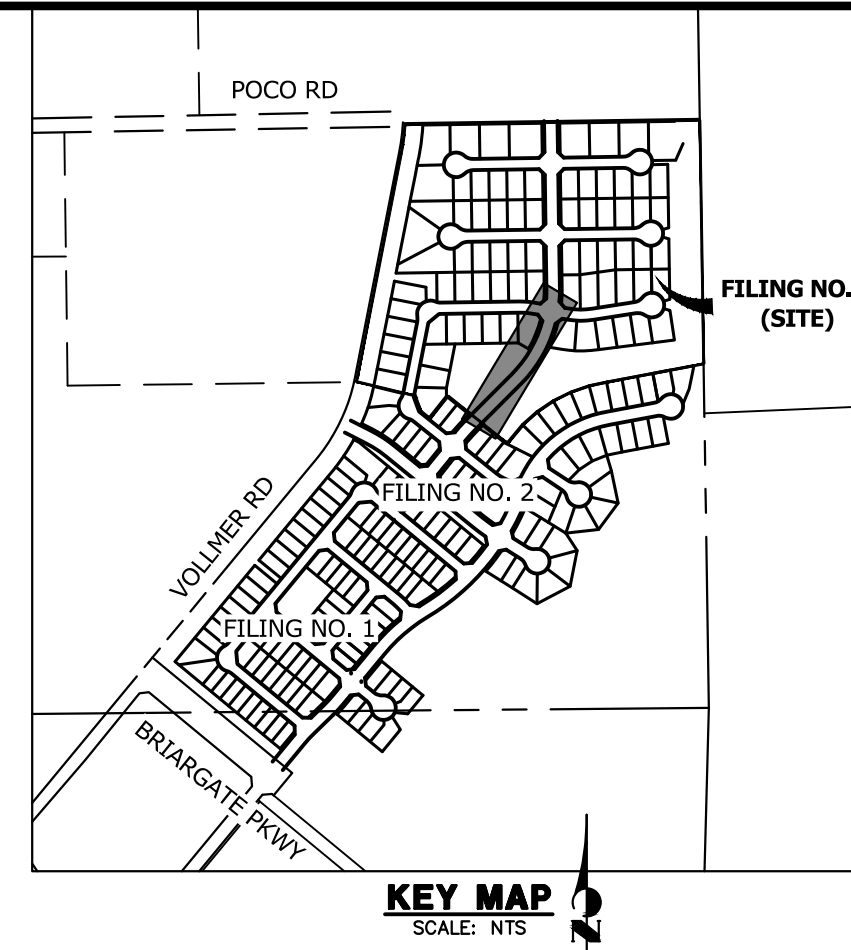 POCO RD
FILING NO.
(SITE)
FILING NO. 2
VOLLMER RD
FILING NO. 1
BRIARGATE PKWY
KEY MAP
SCALE: NTS
N